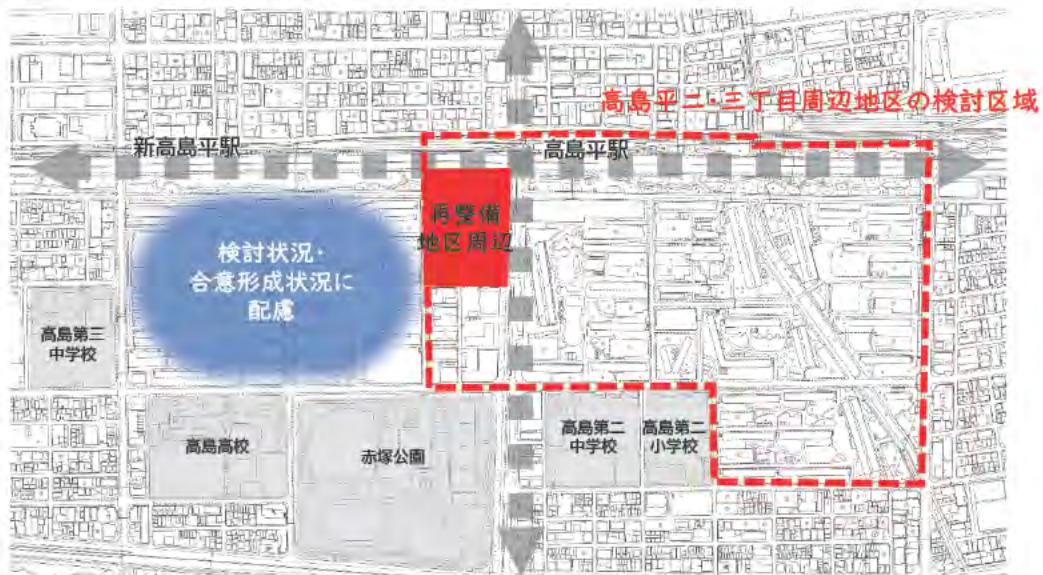 高島平二・三丁目周辺地区の検討区域
新高島平駅
高島平駅
再整備
地区周辺
検討状況・
合意形成状況に
配慮
高島第三
中学校
高島高校
赤塚公園
高島第二
中学校
高島第二
小学校